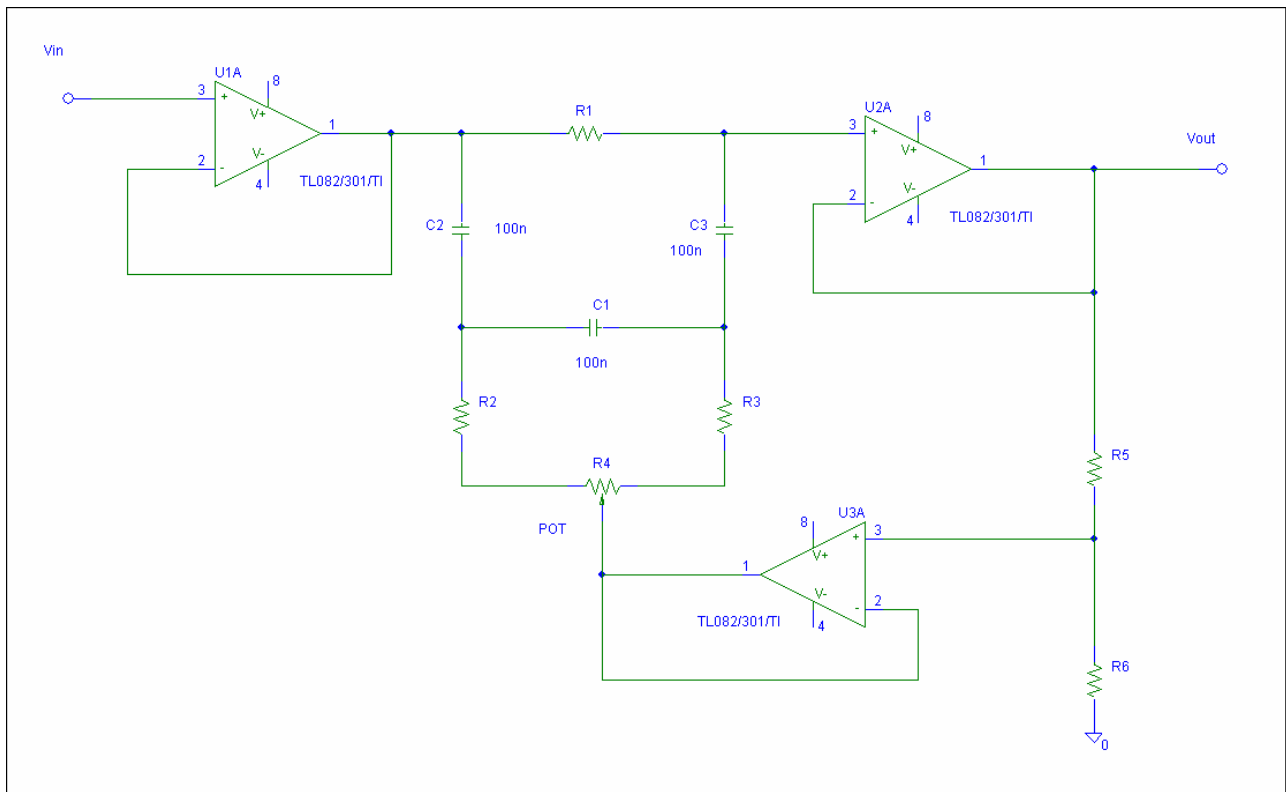 Vin
U1A
3
+
8
V+
1
2
-
V-
4
TL082/301/TI
R1
U2A
3
+
8
V+
1
2
-
V-
4
TL082/301/TI
Vout
C2
100n
C3
100n
C1
100n
R2
R3
R4
POT
R5
U3A
8
3
+
V+
1
V-
2
-
4
TL082/301/TI
R6
0